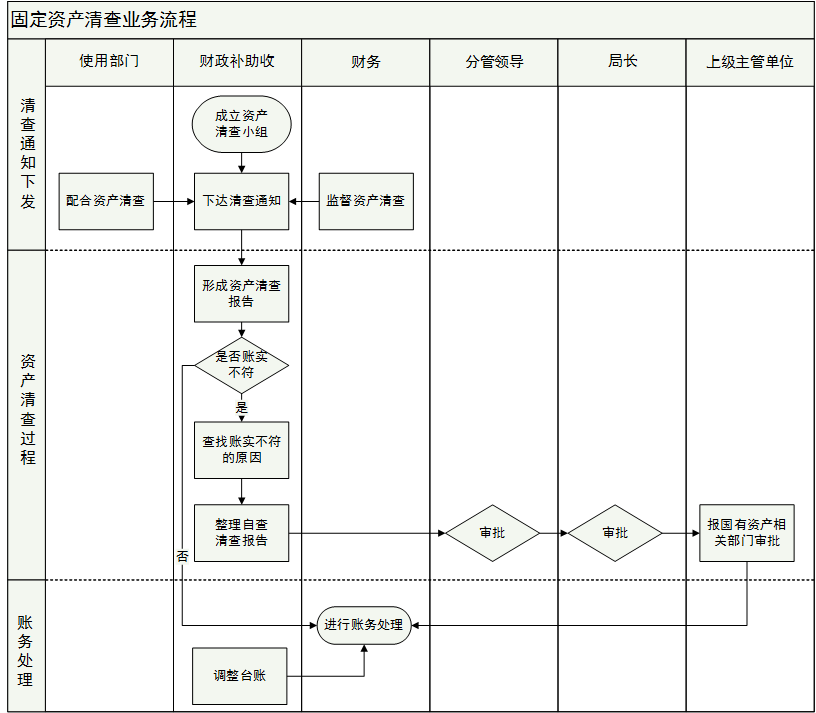 固定资产清查业务流程
使用部门
财政补助收
财务
分管领导
局长
上级主管单位
清查通知下发
成立资产
清查小组
配合资产清查
下达清查通知
监督资产清查
资产清查过程
形成资产清查
报告
是否账实
不符
是
查找账实不符
的原因
整理自查
清查报告
审批
审批
报国有资产相
关部门审批
否
账务处理
进行账务处理
调整台账